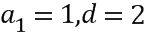 a₁ = 1,d = 2